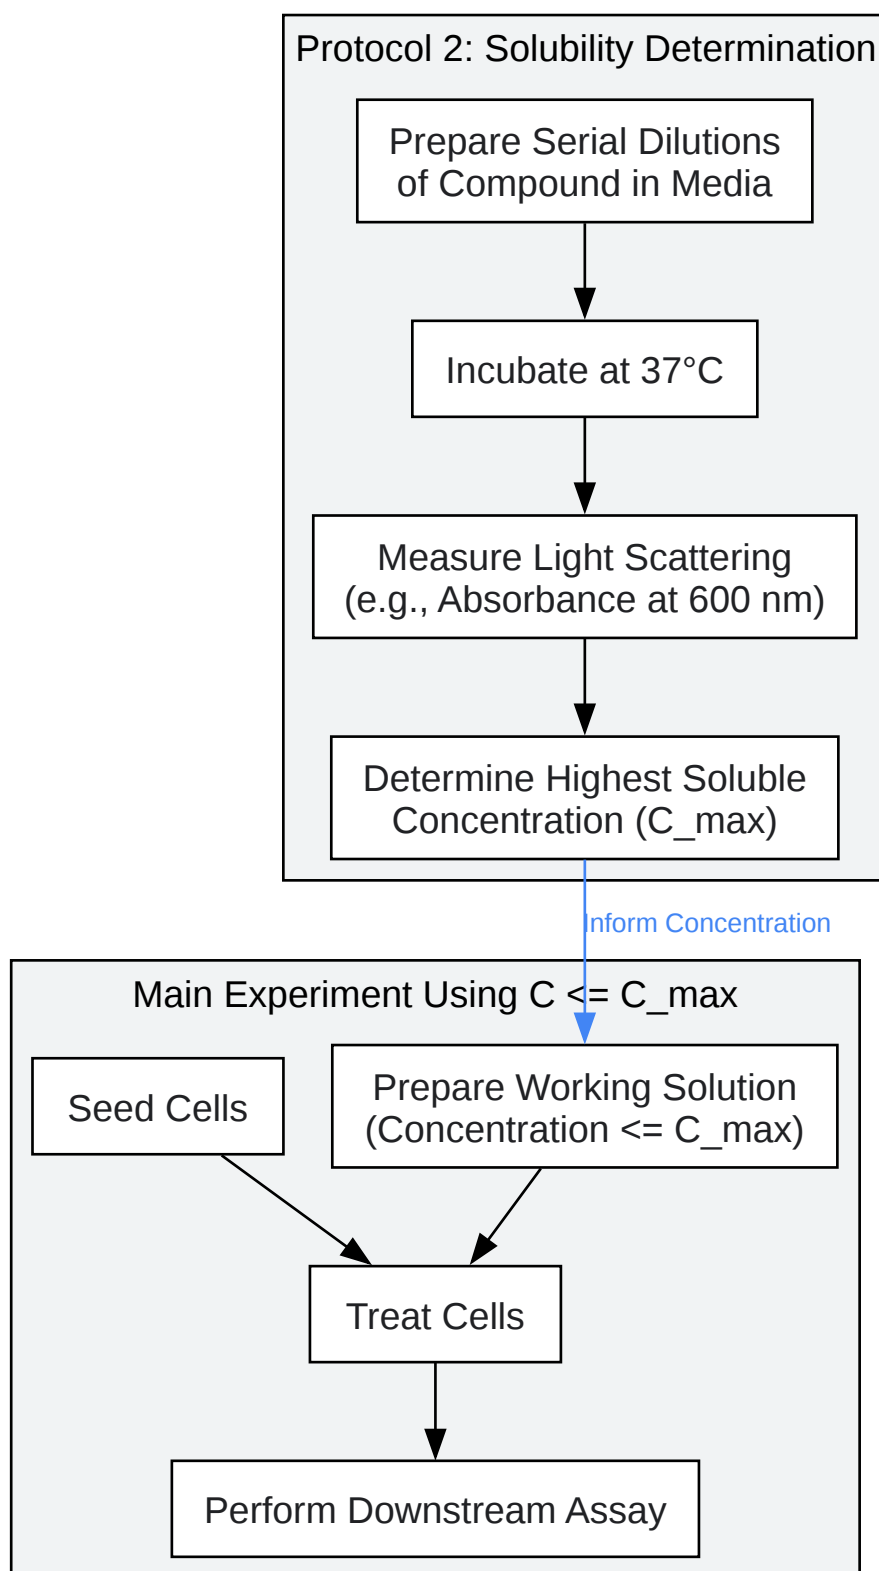 Protocol 2: Solubility Determination
Prepare Serial Dilutions
of Compound in Media
Incubate at 37°C
Measure Light Scattering
(e.g., Absorbance at 600 nm)
Determine Highest Soluble
Concentration (C_max)
Inform Concentration
Main Experiment Using C <= C_max
Seed Cells
Prepare Working Solution
(Concentration <= C_max)
Treat Cells
Perform Downstream Assay